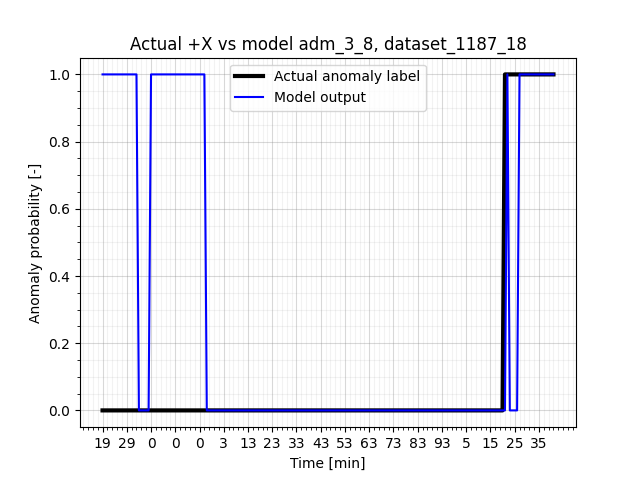 Actual +X vs model adm_3_8, dataset_1187_18
Actual anomaly label
Model output
Anomaly probability [-]
1.0
0.8
0.6
0.4
0.2
0.0
19 29 0 0 0 3 13 23 33 43 53 63 73 83 93 5 15 25 35
Time [min]